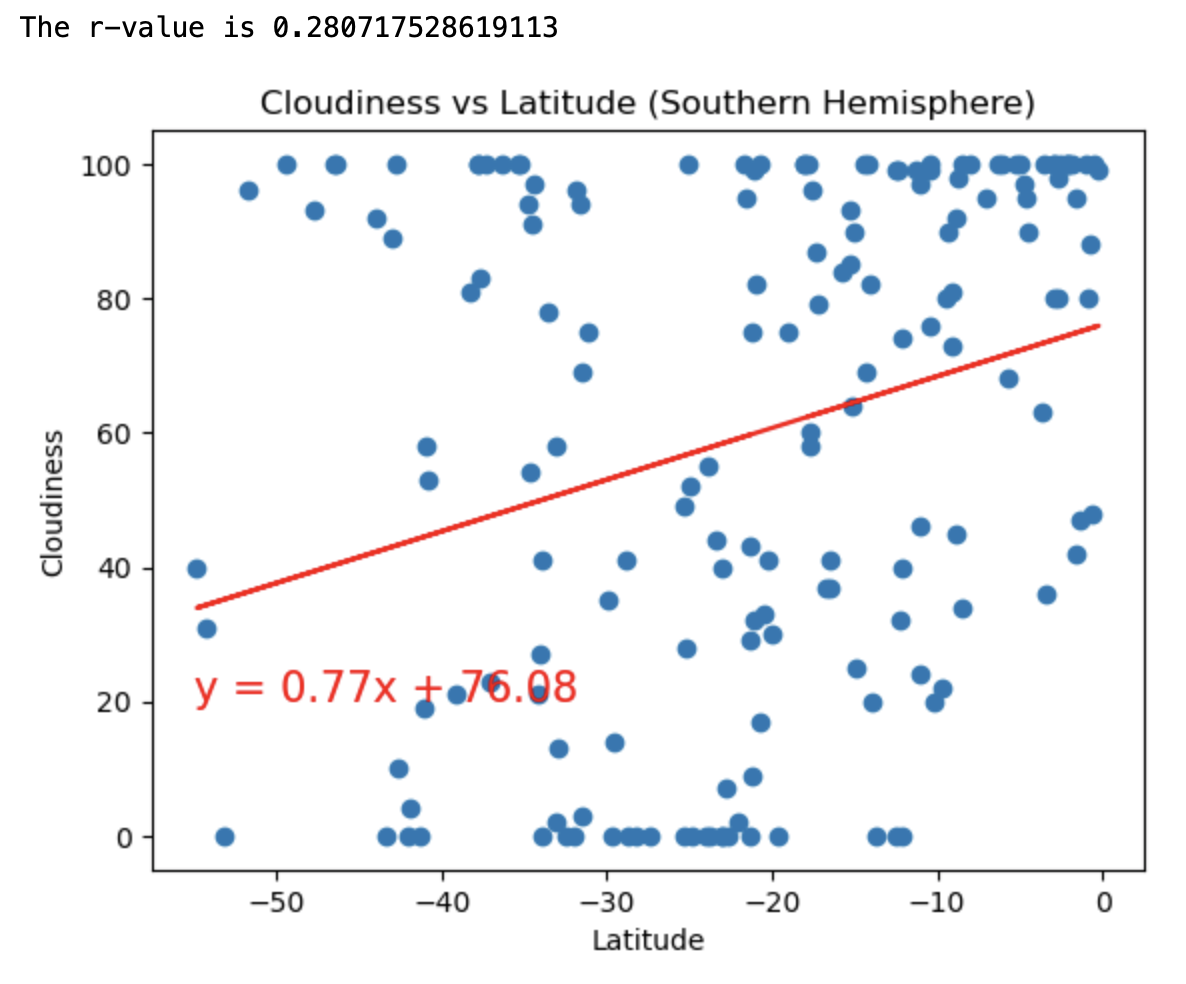 The r-value is 0.280717528619113
Cloudiness vs Latitude (Southern Hemisphere)
100
80
60
40
20
0
Cloudiness
y = 0.77x + 76.08
−50 −40 −30 −20 −10 0
Latitude